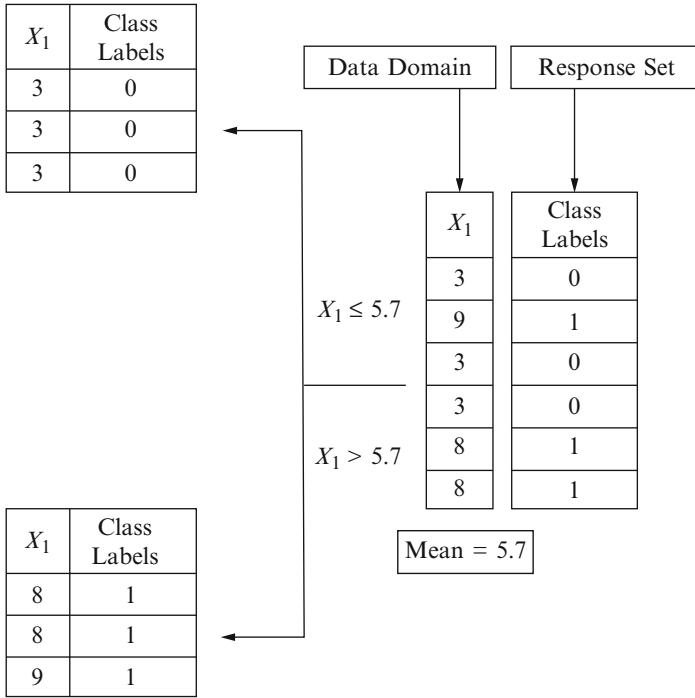 X₁ Class Labels
3 0
3 0
3 0
Data Domain
Response Set
X₁ Class Labels
3 0
9 1
3 0
3 0
8 1
8 1
X₁ ≤ 5.7
X₁ > 5.7
Mean = 5.7
X₁ Class Labels
8 1
8 1
9 1